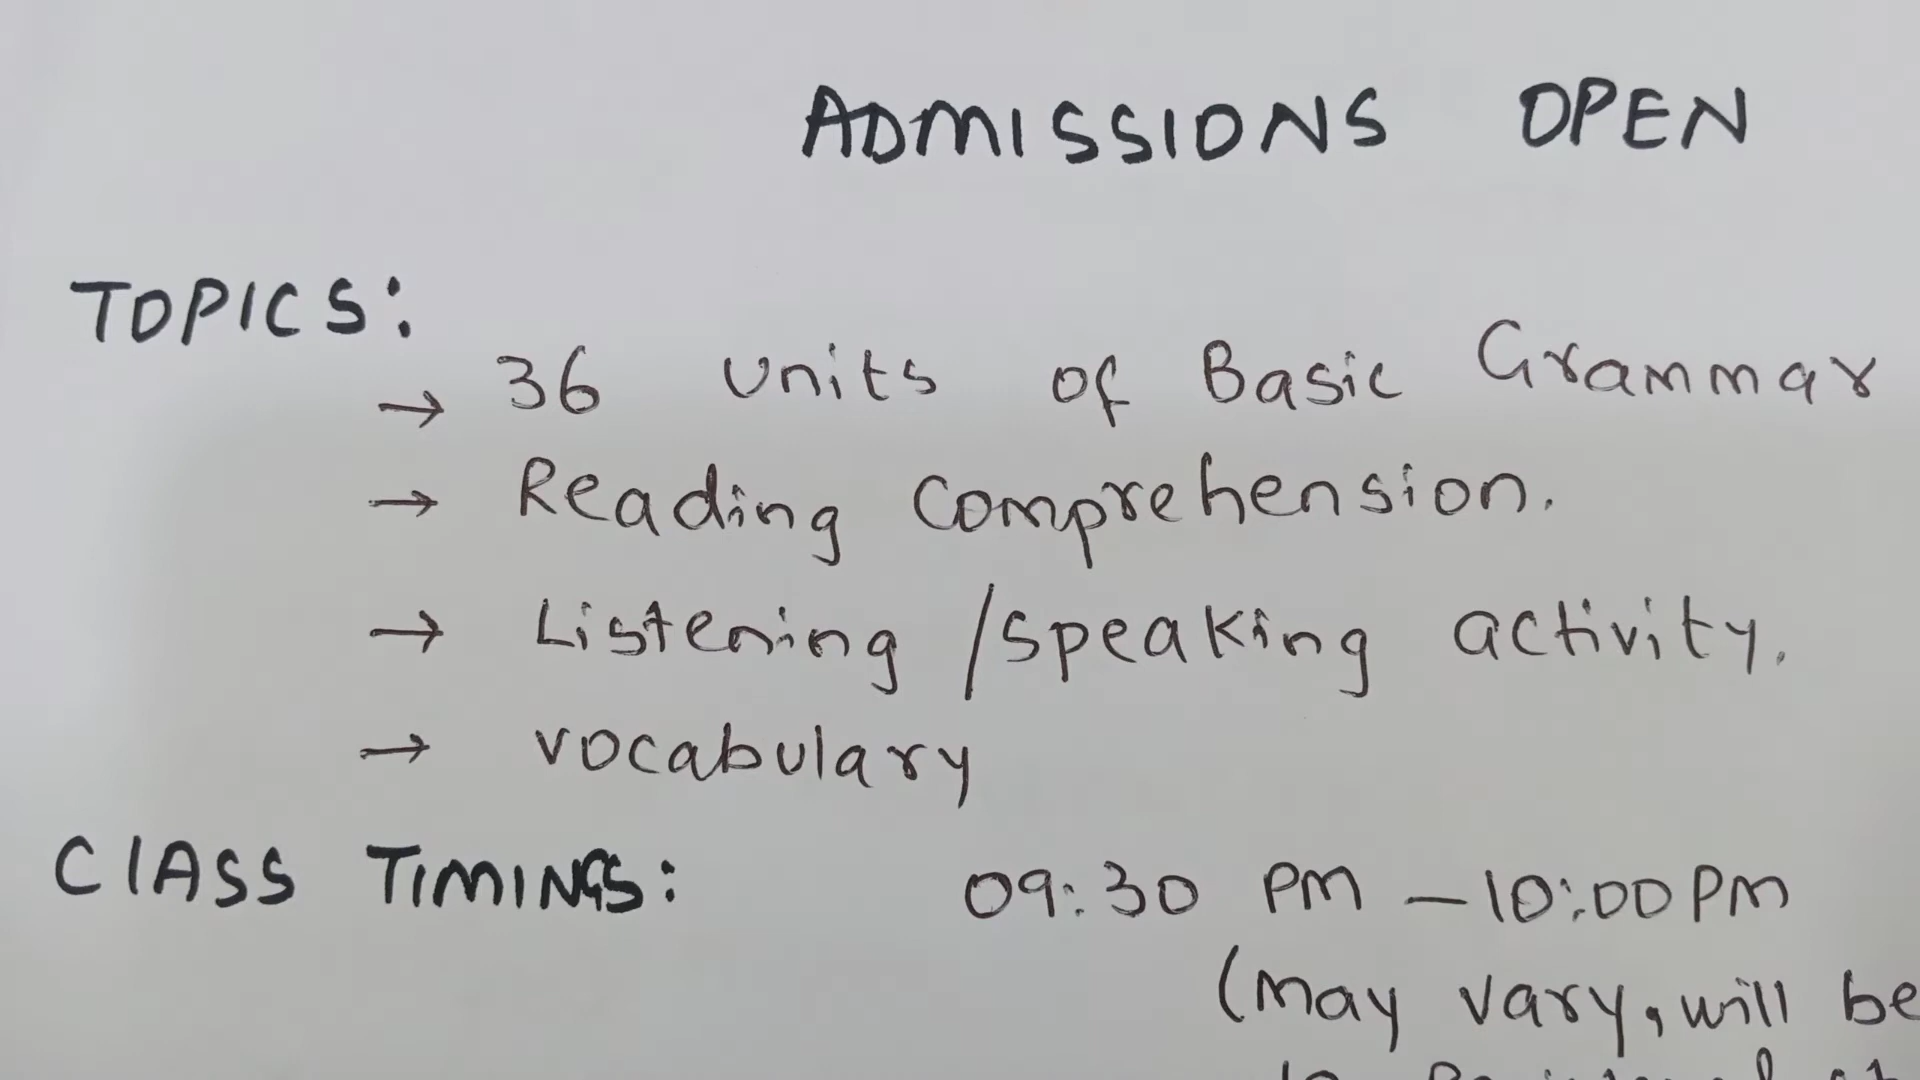 ADMISSIONS OPEN
TOPICS:
→ 36 units of Basic Grammar
→ Reading Comprehension.
→ Listening /speaking activity.
→ vocabulary
ClASS TIMINGS: 09:30 PM – 10:00 PM
(may vary, will be